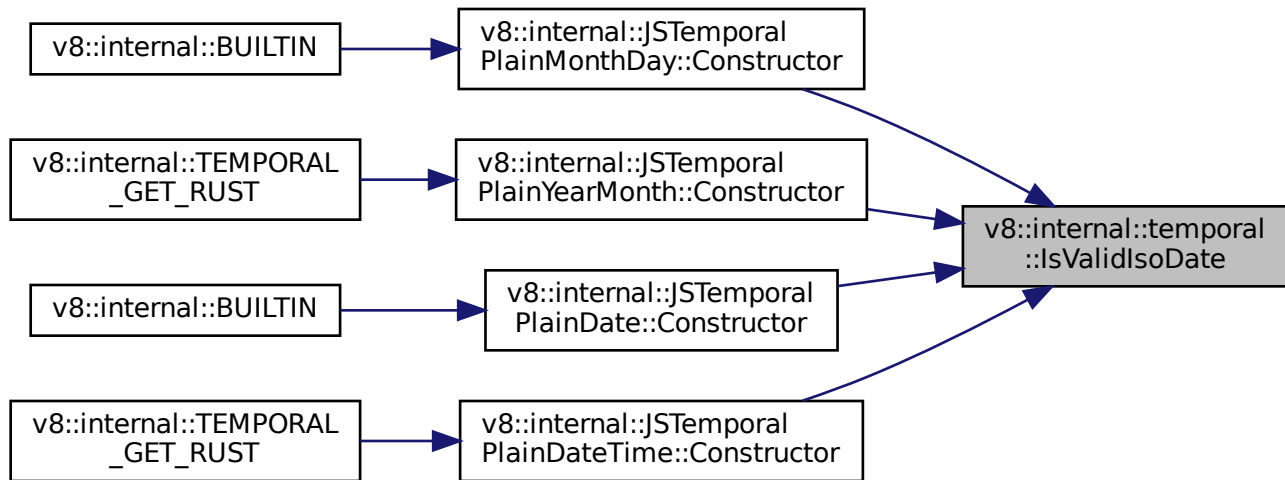 v8::internal::BUILTIN
v8::internal::JSTemporal
PlainMonthDay::Constructor
v8::internal::TEMPORAL
_GET_RUST
v8::internal::JSTemporal
PlainYearMonth::Constructor
v8::internal::temporal
::IsValidIsoDate
v8::internal::BUILTIN
v8::internal::JSTemporal
PlainDate::Constructor
v8::internal::TEMPORAL
_GET_RUST
v8::internal::JSTemporal
PlainDateTime::Constructor